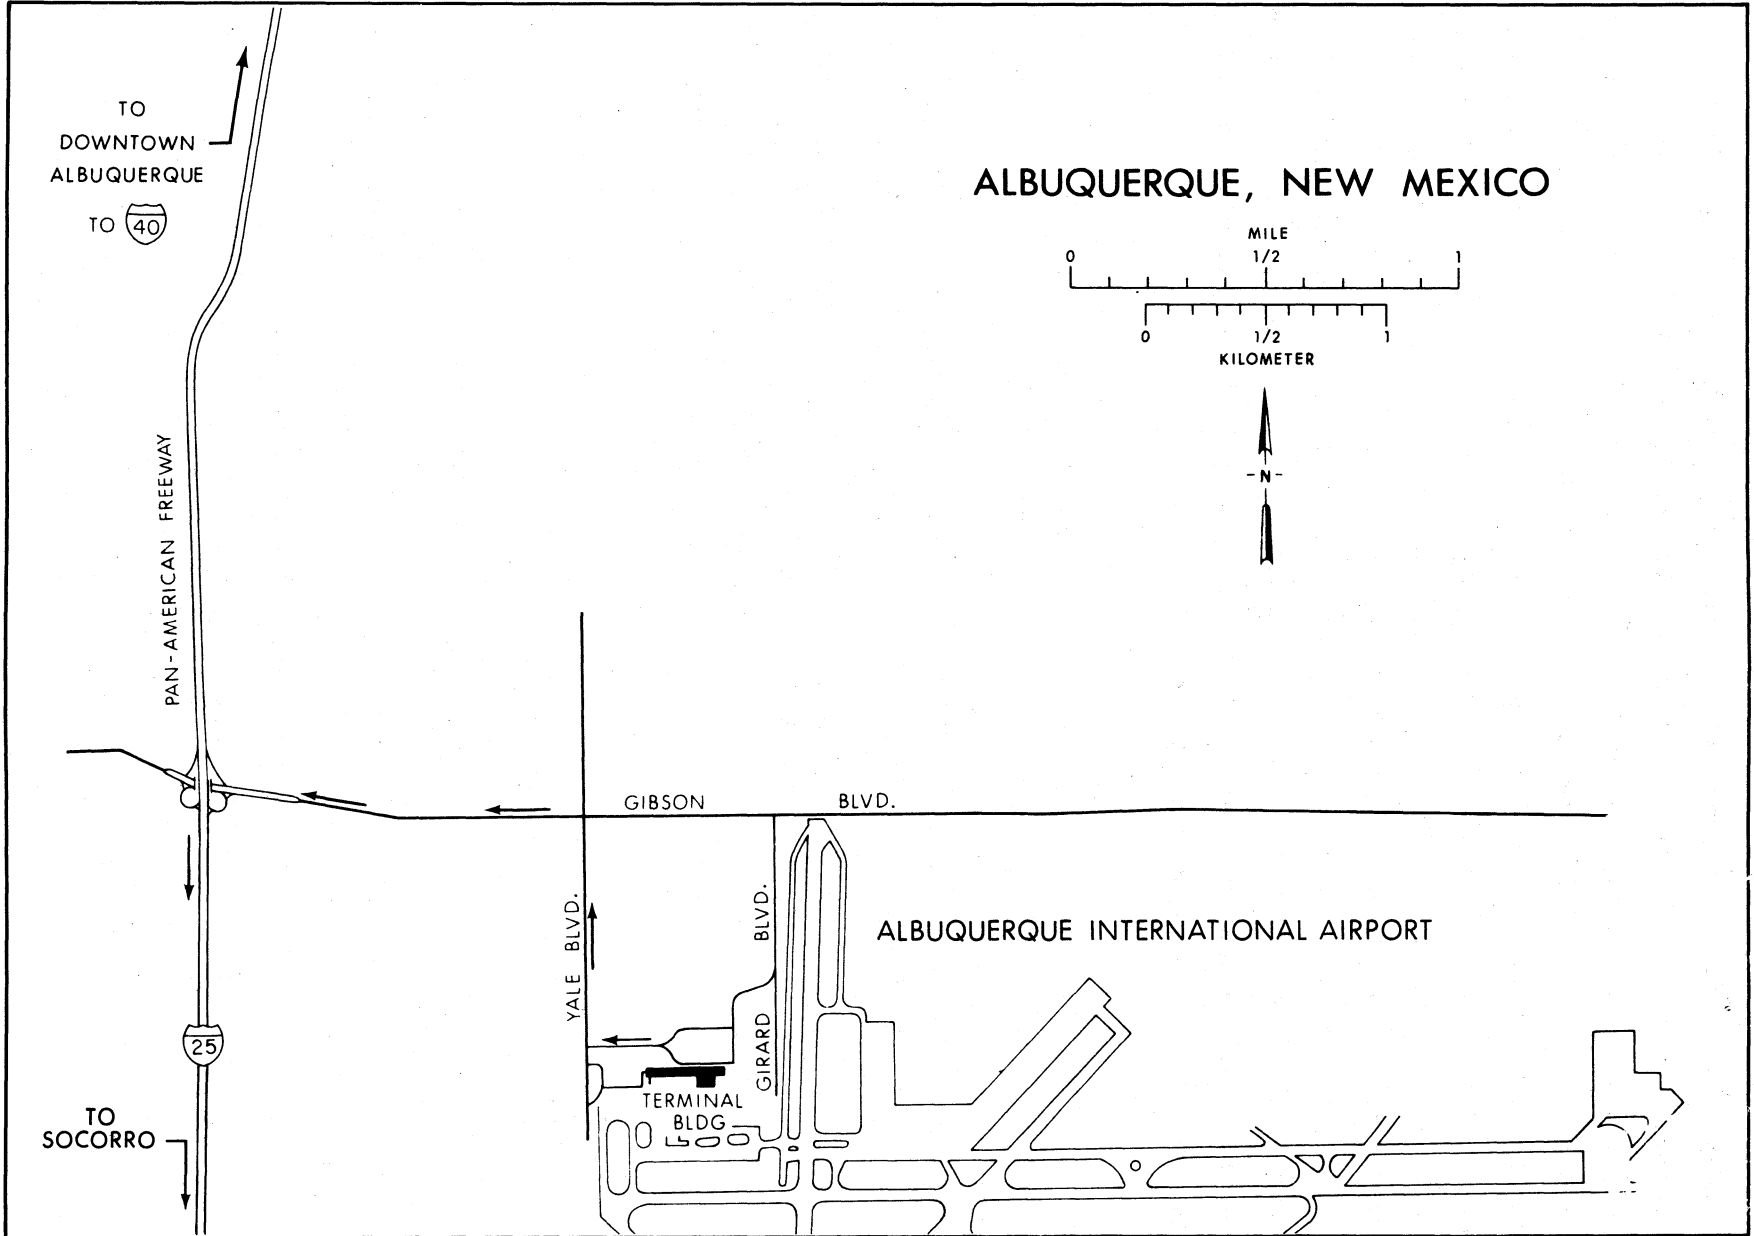 TO
DOWNTOWN
ALBUQUERQUE
TO 40
ALBUQUERQUE, NEW MEXICO
MILE
0 1/2 1
0 1/2 1
KILOMETER
-N-
PAN-AMERICAN FREEWAY
GIBSON BLVD.
YALE BLVD.
GIRARD BLVD.
ALBUQUERQUE INTERNATIONAL AIRPORT
25
TERMINAL
BLDG
TO
SOCORRO